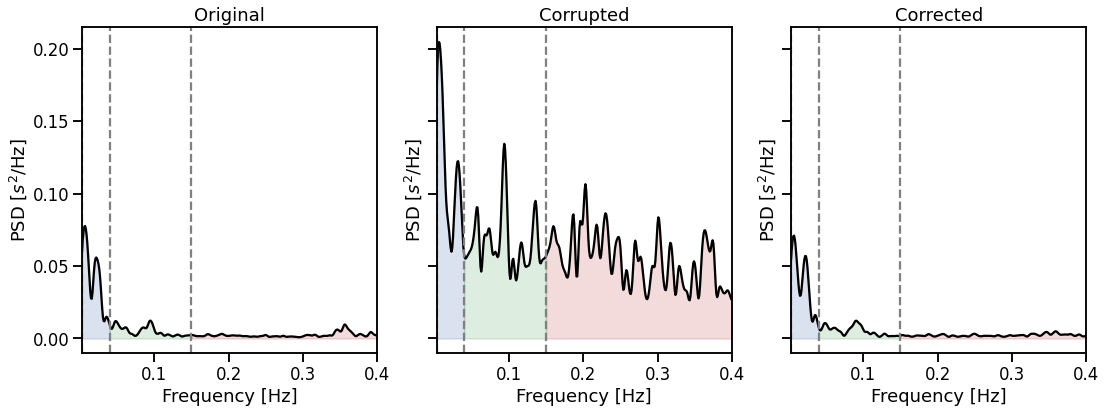 Original
Corrupted
Corrected
PSD [s²/Hz]
0.20
0.15
0.10
0.05
0.00
0.1 0.2 0.3 0.4
Frequency [Hz]
PSD [s²/Hz]
0.1 0.2 0.3 0.4
Frequency [Hz]
PSD [s²/Hz]
0.1 0.2 0.3 0.4
Frequency [Hz]